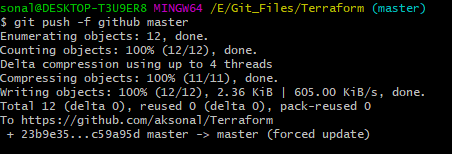 sonal@DESKTOP-T3U9ER8 MINGW64 /E/Git_Files/Terraform (master)
$ git push -f github master
Enumerating objects: 12, done.
Counting objects: 100% (12/12), done.
Delta compression using up to 4 threads
Compressing objects: 100% (11/11), done.
Writing objects: 100% (12/12), 2.36 KiB | 605.00 KiB/s, done.
Total 12 (delta 0), reused 0 (delta 0), pack-reused 0
To https://github.com/aksonal/Terraform
 + 23b9e35...c59a95d master -> master (forced update)